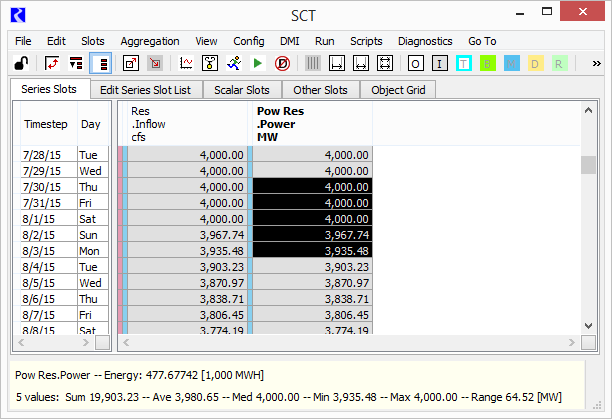 SCT
File Edit Slots Aggregation View Config DMI Run Scripts Diagnostics Go To
O I T B M D R »
Series Slots Edit Series Slot List Scalar Slots Other Slots Object Grid
Timestep Day
Res
.Inflow
cfs
Pow Res
.Power
MW
7/28/15 Tue 4,000.00 4,000.00
7/29/15 Wed 4,000.00 4,000.00
7/30/15 Thu 4,000.00 4,000.00
7/31/15 Fri 4,000.00 4,000.00
8/1/15 Sat 4,000.00 4,000.00
8/2/15 Sun 3,967.74 3,967.74
8/3/15 Mon 3,935.48 3,935.48
8/4/15 Tue 3,903.23 3,903.23
8/5/15 Wed 3,870.97 3,870.97
8/6/15 Thu 3,838.71 3,838.71
8/7/15 Fri 3,806.45 3,806.45
8/8/15 Sat 3,774.19 3,774.19
Pow Res.Power -- Energy: 477.67742 [1,000 MWH]
5 values: Sum 19,903.23 -- Ave 3,980.65 -- Med 4,000.00 -- Min 3,935.48 -- Max 4,000.00 -- Range 64.52 [MW]